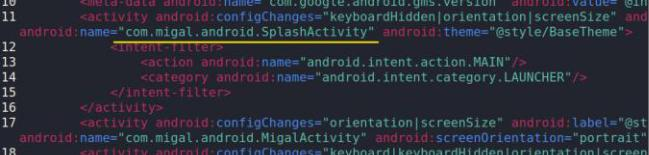 10 <meta-data android:name="com.google.android.gms.version" android:value="@in
11 <activity android:configChanges="keyboardHidden|orientation|screenSize" and
android:name="com.migal.android.SplashActivity" android:theme="@style/BaseTheme">
12 <intent-filter>
13 <action android:name="android.intent.action.MAIN"/>
14 <category android:name="android.intent.category.LAUNCHER"/>
15 </intent-filter>
16 </activity>
17 <activity android:configChanges="orientation|screenSize" android:label="@st
android:name="com.migal.android.MigalActivity" android:screenOrientation="portrait"
18 <activity android:configChanges="keyboard|keyboardHidden|orientation|screen